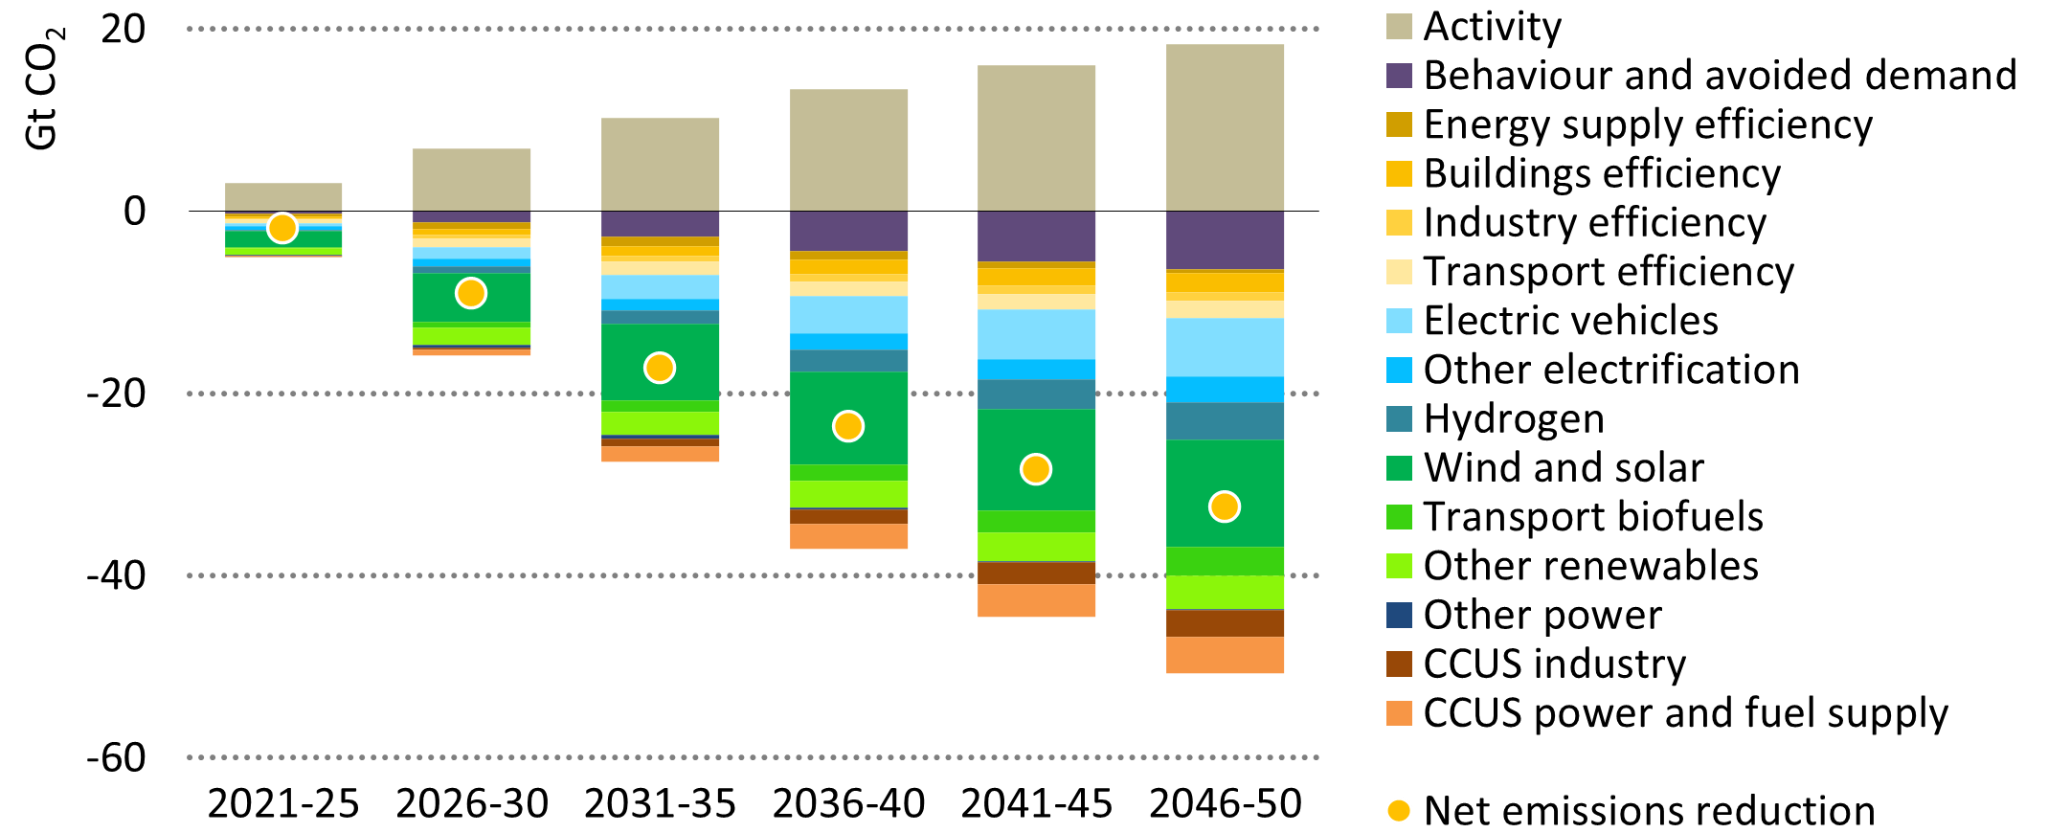 Gt CO₂
20
0
-20
-40
-60
2021-25 2026-30 2031-35 2036-40 2041-45 2046-50
Activity
Behaviour and avoided demand
Energy supply efficiency
Buildings efficiency
Industry efficiency
Transport efficiency
Electric vehicles
Other electrification
Hydrogen
Wind and solar
Transport biofuels
Other renewables
Other power
CCUS industry
CCUS power and fuel supply
Net emissions reduction